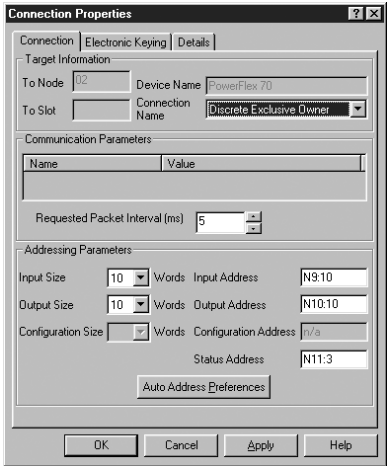 Connection Properties
Connection Electronic Keying Details
Target Information
To Node 02 Device Name PowerFlex 70
To Slot Connection Name Discrete Exclusive Owner
Communication Parameters
Name Value
Requested Packet Interval (ms) 5
Addressing Parameters
Input Size 10 Words Input Address N9:10
Output Size 10 Words Output Address N10:10
Configuration Size Words Configuration Address n/a
Status Address N11:3
Auto Address Preferences
OK Cancel Apply Help